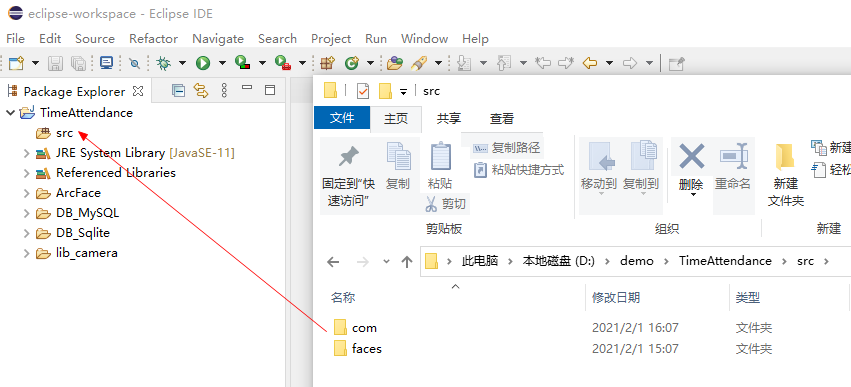 eclipse-workspace - Eclipse IDE
File Edit Source Refactor Navigate Search Project Run Window Help
Package Explorer
TimeAttendance
src
JRE System Library [JavaSE-11]
Referenced Libraries
ArcFace
DB_MySQL
DB_Sqlite
lib_camera
src
文件 主页 共享 查看
固定到"快速访问"
复制
粘贴
复制路径
粘贴快捷方式
剪切
剪贴板
移动到
复制到
删除
重命名
组织
新建
文件夹
新建
轻松
新建
此电脑 本地磁盘 (D:) demo TimeAttendance src
名称 修改日期 类型
com 2021/2/1 16:07 文件夹
faces 2021/2/1 15:07 文件夹